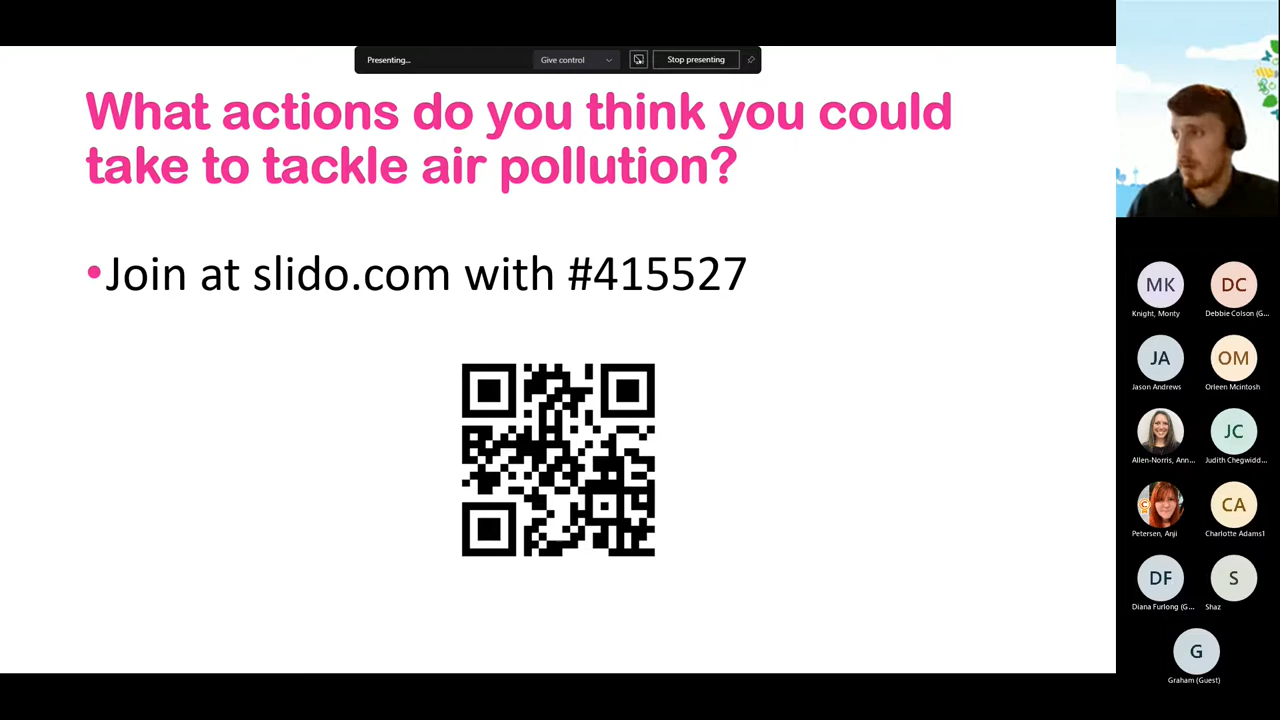 Presenting...
Give control
Stop presenting
What actions do you think you could
take to tackle air pollution?
•Join at slido.com with #415527
MK
DC
Knight, Monty
Debbie Colson (G...
JA
OM
Jason Andrews
Orleen Mcintosh
JC
Allen-Norris, Ann...
Judith Chegwidd...
CA
Petersen, Anji
Charlotte Adams1
DF
S
Diana Furlong (G...
Shaz
G
Graham (Guest)